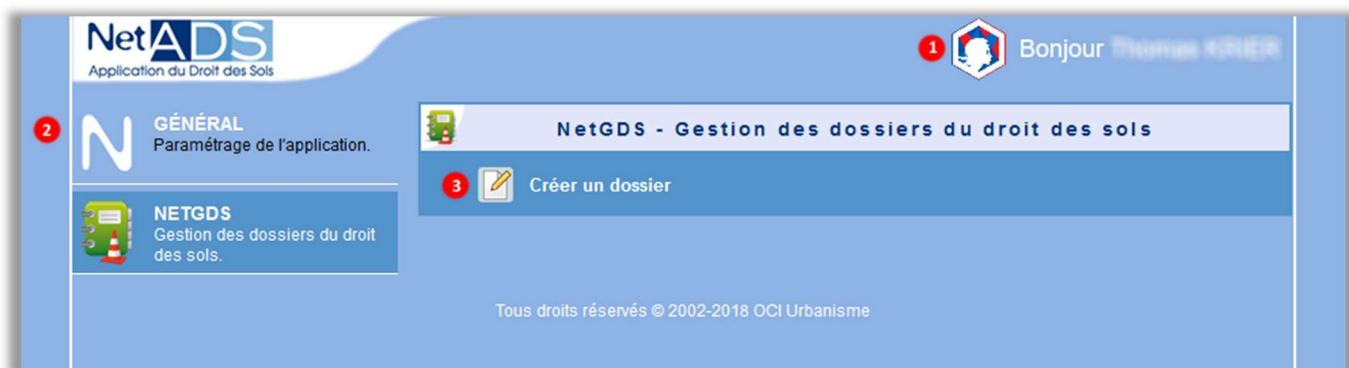 NetADS
Application du Droit des Sols
1
Bonjour
2
GÉNÉRAL
Paramétrage de l'application.
NETGDS
Gestion des dossiers du droit
des sols.
NetGDS - Gestion des dossiers du droit des sols
3
Créer un dossier
Tous droits réservés © 2002-2018 OCI Urbanisme